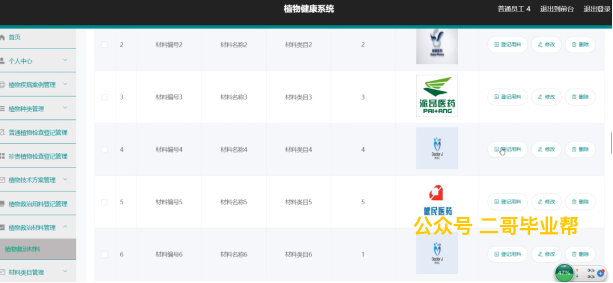 植物健康系统
普通员工 4 退出到前台 退出登录
首页
个人中心
植物疾病案例管理
植物种类管理
普通植物检查登记管理
珍贵植物检查登记管理
植物技术方案管理
植物救治用料登记管理
植物救治材料管理
植物救治材料
材料类目管理
2 材料编号2 材料名称2 材料类目2 2 登记用料 修改 删除
3 材料编号3 材料名称3 材料类目3 3 派昂医药 PAIANG 登记用料 修改 删除
4 材料编号4 材料名称4 材料类目4 4 登记用料 修改 删除
5 材料编号5 材料名称5 材料类目5 5 健民医药 登记用料 修改 删除
公众号 二哥毕业帮
6 材料编号6 材料名称6 材料类目6 1 登记用料 修改 删除
47%